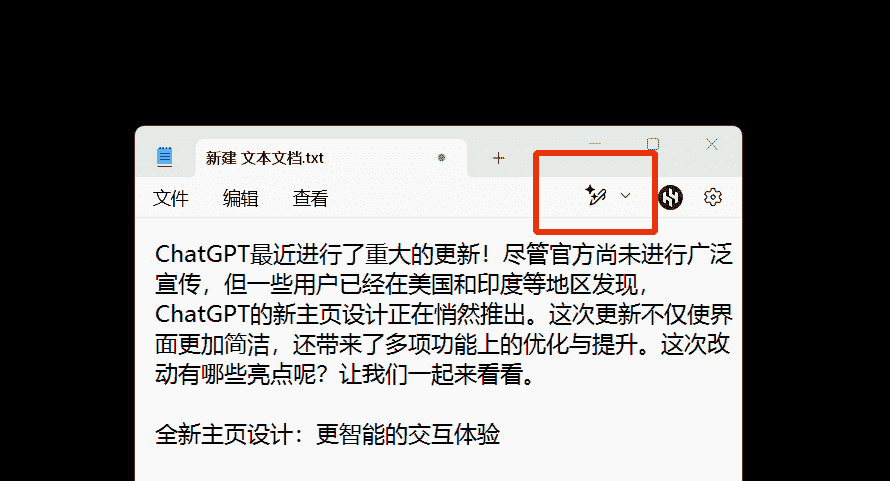 新建 文本文档.txt
文件 编辑 查看
ChatGPT最近进行了重大的更新！尽管官方尚未进行广泛
宣传，但一些用户已经在美国和印度等地区发现，
ChatGPT的新主页设计正在悄然推出。这次更新不仅使界
面更加简洁，还带来了多项功能上的优化与提升。这次改
动有哪些亮点呢？让我们一起来看看。
全新主页设计：更智能的交互体验